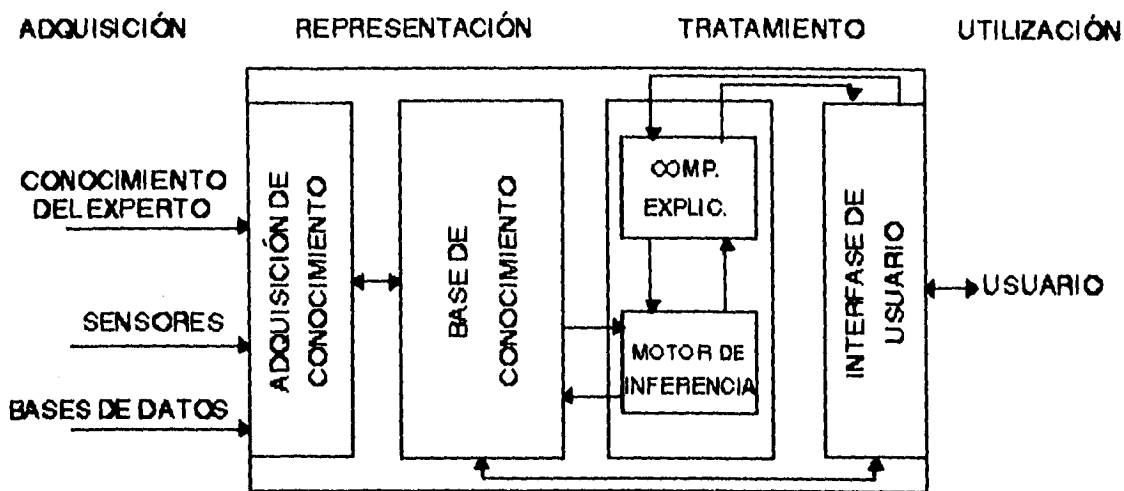 ADQUISICIÓN REPRESENTACIÓN TRATAMIENTO UTILIZACIÓN
CONOCIMIENTO
DEL EXPERTO
SENSORES
BASES DE DATOS
ADQUISICIÓN DE
CONOCIMIENTO
BASE DE
CONOCIMIENTO
COMP.
EXPLIC.
MOTOR DE
INFERENCIA
INTERFASE DE
USUARIO
USUARIO